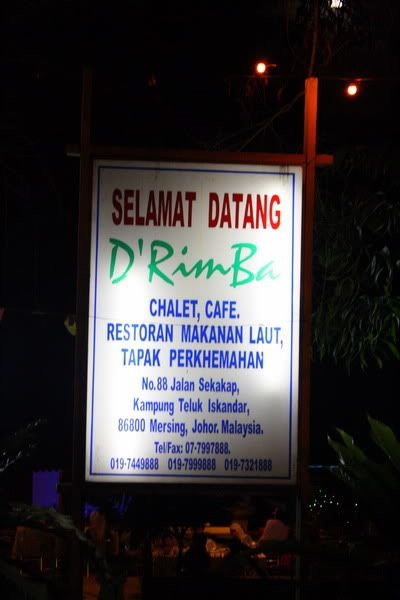 SELAMAT DATANG
D'RimBa
CHALET, CAFE.
RESTORAN MAKANAN LAUT,
TAPAK PERKHEMAHAN
No.88 Jalan Sekakap,
Kampung Teluk Iskandar,
86800 Mersing, Johor. Malaysia.
Tel/Fax: 07-7997888.
019-7449888 019-7999888 019-7321888